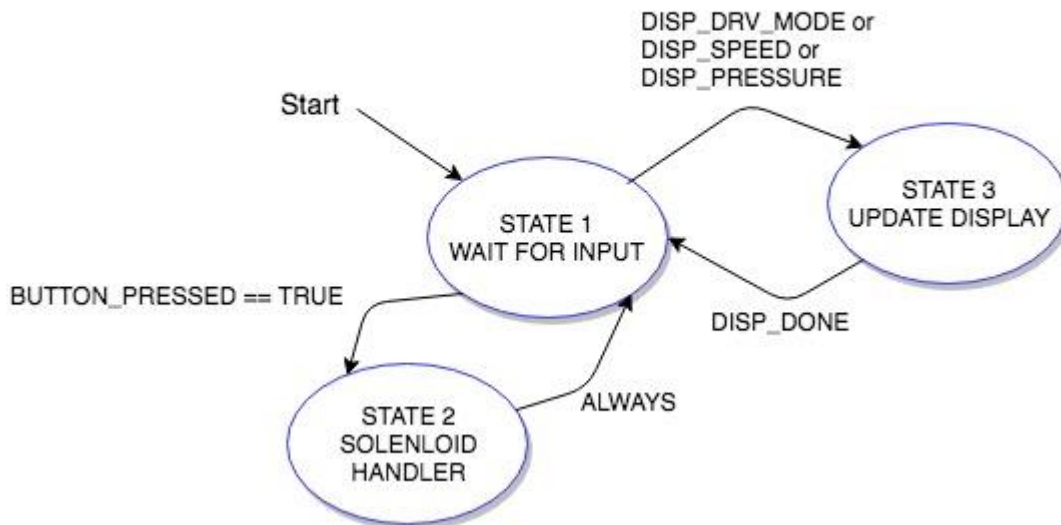 DISP_DRV_MODE or
DISP_SPEED or
DISP_PRESSURE
Start
STATE 1
WAIT FOR INPUT
STATE 3
UPDATE DISPLAY
BUTTON_PRESSED == TRUE
DISP_DONE
ALWAYS
STATE 2
SOLENLOID
HANDLER